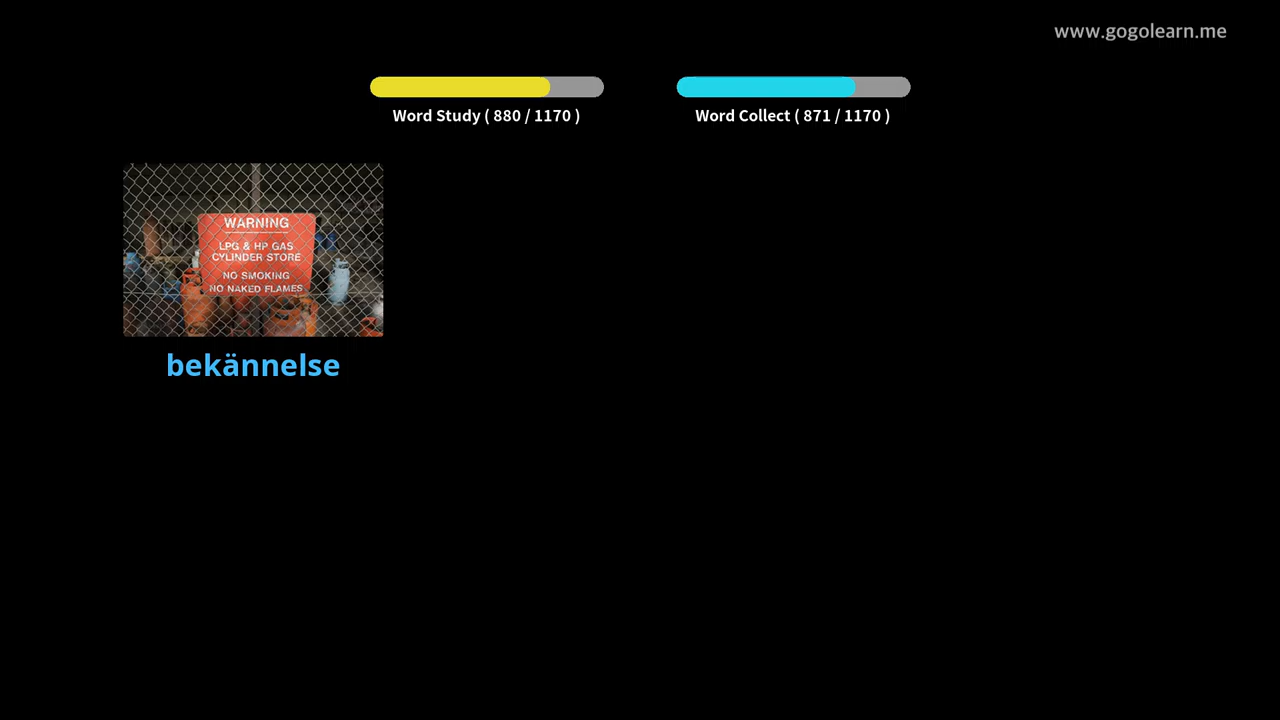 www.gogolearn.me
Word Study ( 880 / 1170 )
Word Collect ( 871 / 1170 )
WARNING
LPG & HP GAS
CYLINDER STORE
NO SMOKING
NO NAKED FLAMES
bekännelse